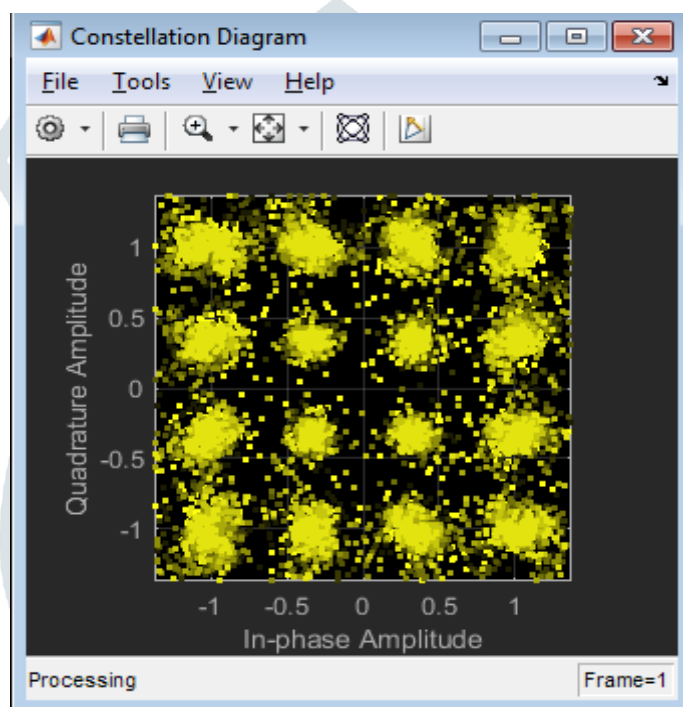 Constellation Diagram
File Tools View Help
1
0.5
0
-0.5
-1
Quadrature Amplitude
-1 -0.5 0 0.5 1
In-phase Amplitude
Processing Frame=1